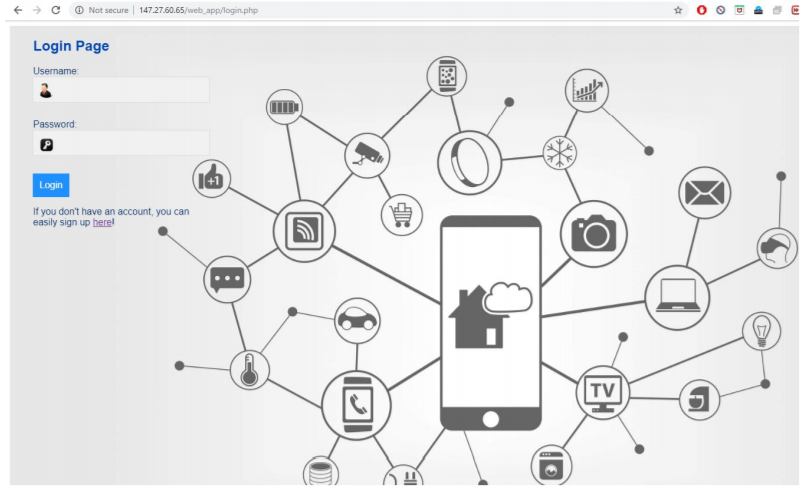 Not secure | 147.27.60.65/web_app/login.php
Login Page
Username:
Password:
Login
If you don't have an account, you can
easily sign up here!
+1
TV